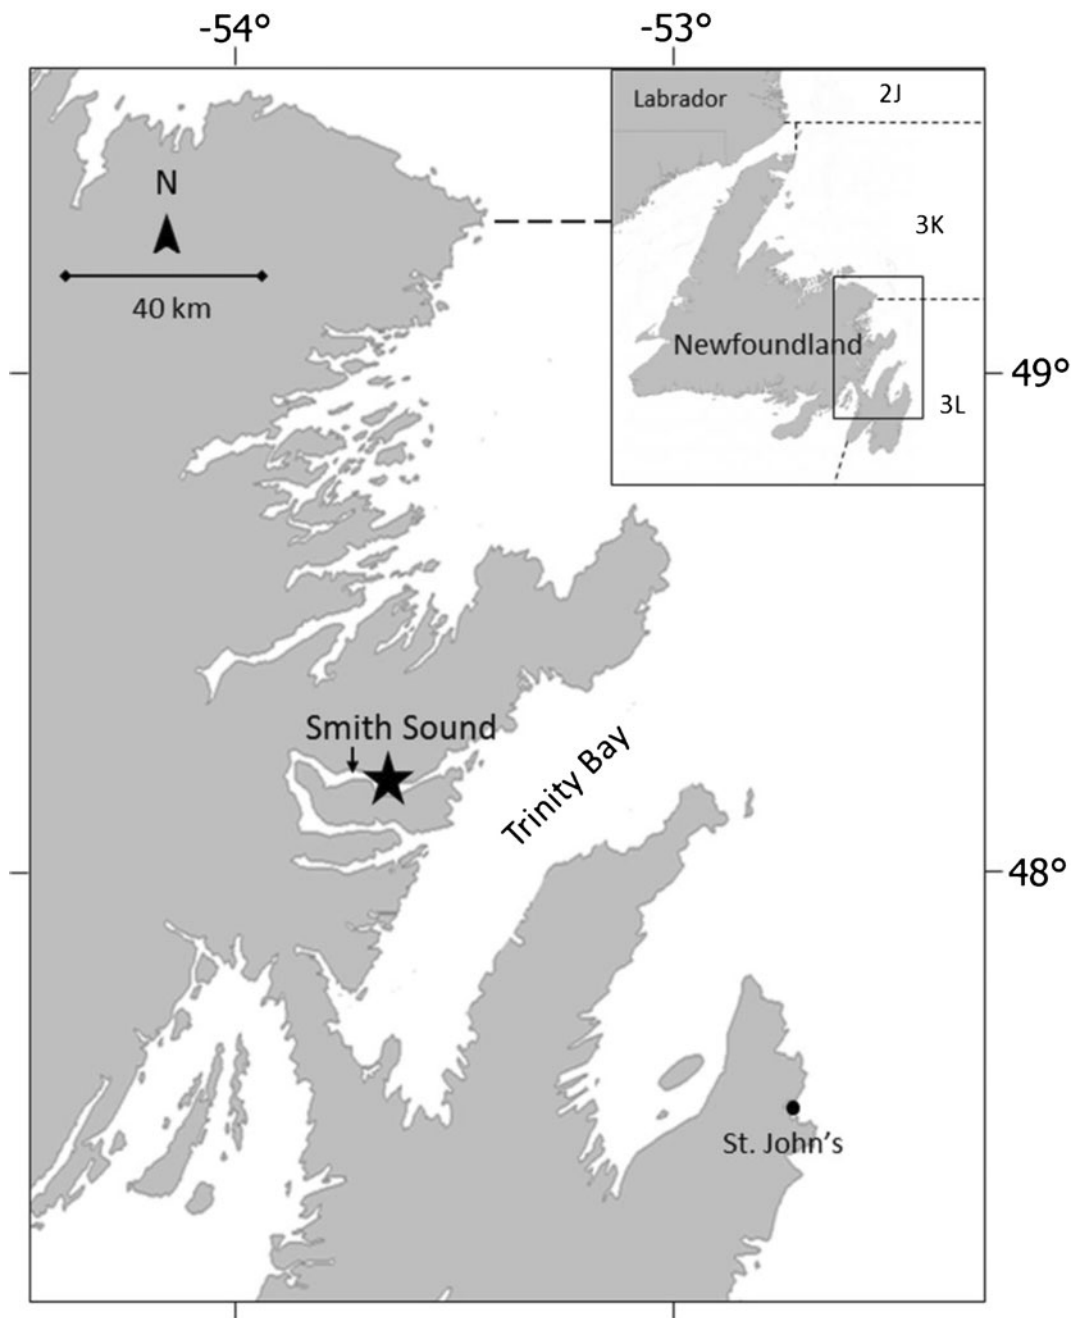 -54°
-53°
Labrador
2J
N
3K
40 km
Newfoundland
49°
3L
Smith Sound
Trinity Bay
48°
St. John’s